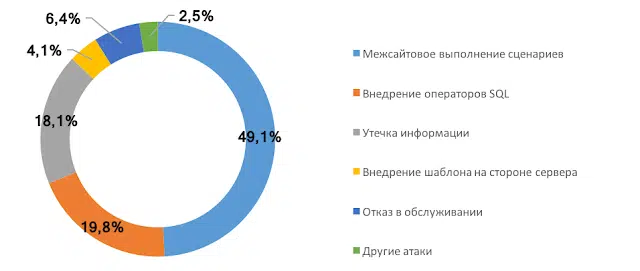 6,4%
2,5%
4,1%
18,1%
49,1%
19,8%
Межсайтовое выполнение сценариев
Внедрение операторов SQL
Утечка информации
Внедрение шаблона на стороне сервера
Отказ в обслуживании
Другие атаки